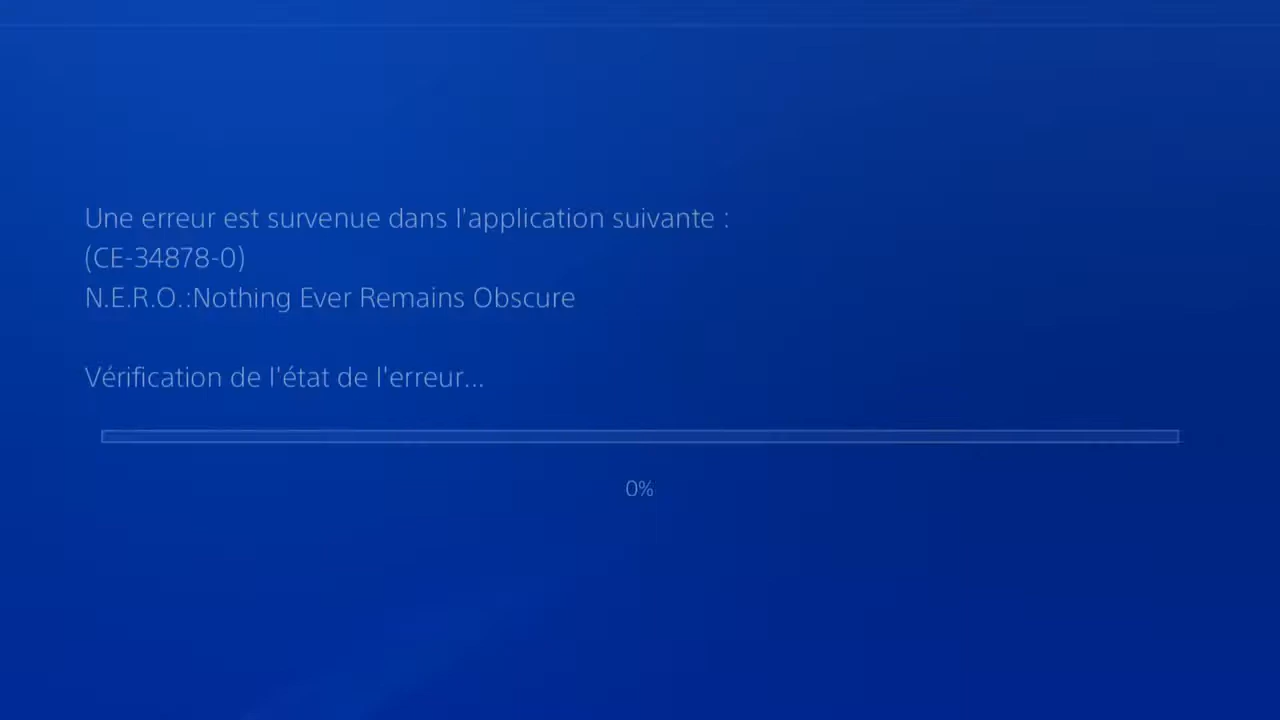 Une erreur est survenue dans l'application suivante :
(CE-34878-0)
N.E.R.O.:Nothing Ever Remains Obscure
Vérification de l'état de l'erreur...
0%